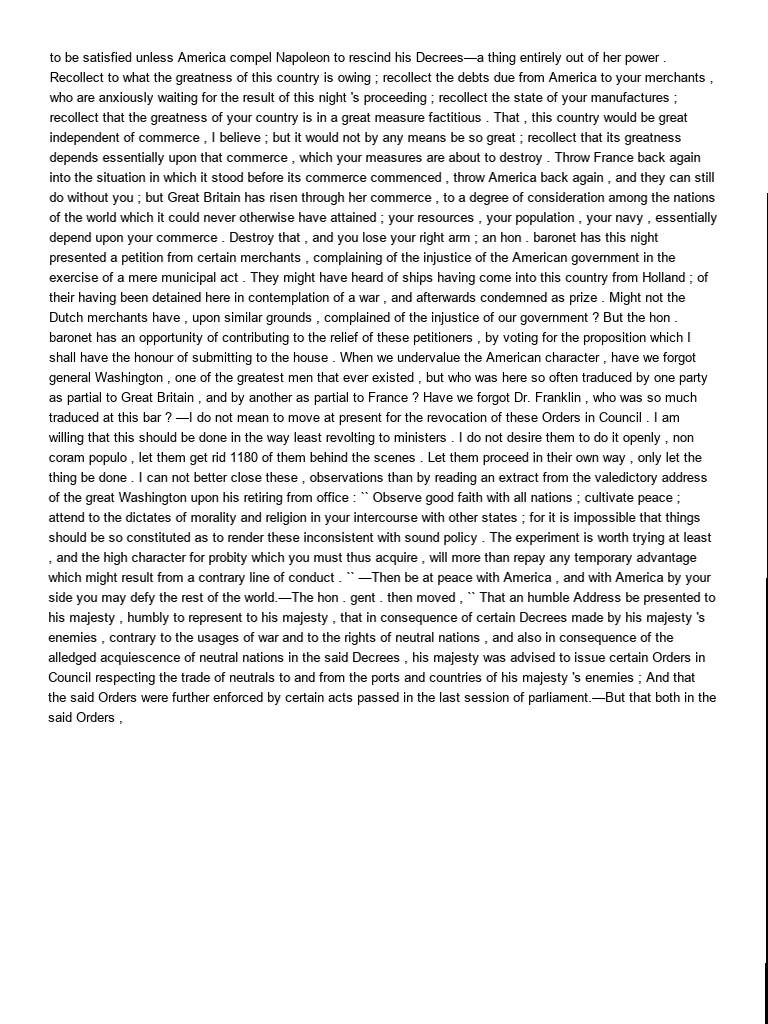 to be satisfied unless America compel Napoleon to rescind his Decrees—a thing entirely out of her power .
Recollect to what the greatness of this country is owing ; recollect the debts due from America to your merchants ,
who are anxiously waiting for the result of this night 's proceeding ; recollect the state of your manufactures ;
recollect that the greatness of your country is in a great measure factitious . That , this country would be great
independent of commerce , I believe ; but it would not by any means be so great ; recollect that its greatness
depends essentially upon that commerce , which your measures are about to destroy . Throw France back again
into the situation in which it stood before its commerce commenced , throw America back again , and they can still
do without you ; but Great Britain has risen through her commerce , to a degree of consideration among the nations
of the world which it could never otherwise have attained ; your resources , your population , your navy , essentially
depend upon your commerce . Destroy that , and you lose your right arm ; an hon . baronet has this night
presented a petition from certain merchants , complaining of the injustice of the American government in the
exercise of a mere municipal act . They might have heard of ships having come into this country from Holland ; of
their having been detained here in contemplation of a war , and afterwards condemned as prize . Might not the
Dutch merchants have , upon similar grounds , complained of the injustice of our government ? But the hon .
baronet has an opportunity of contributing to the relief of these petitioners , by voting for the proposition which I
shall have the honour of submitting to the house . When we undervalue the American character , have we forgot
general Washington , one of the greatest men that ever existed , but who was here so often traduced by one party
as partial to Great Britain , and by another as partial to France ? Have we forgot Dr. Franklin , who was so much
traduced at this bar ? —I do not mean to move at present for the revocation of these Orders in Council . I am
willing that this should be done in the way least revolting to ministers . I do not desire them to do it openly , non
coram populo , let them get rid 1180 of them behind the scenes . Let them proceed in their own way , only let the
thing be done . I can not better close these , observations than by reading an extract from the valedictory address
of the great Washington upon his retiring from office : `` Observe good faith with all nations ; cultivate peace ;
attend to the dictates of morality and religion in your intercourse with other states ; for it is impossible that things
should be so constituted as to render these inconsistent with sound policy . The experiment is worth trying at least
, and the high character for probity which you must thus acquire , will more than repay any temporary advantage
which might result from a contrary line of conduct . `` —Then be at peace with America , and with America by your
side you may defy the rest of the world.—The hon . gent . then moved , `` That an humble Address be presented to
his majesty , humbly to represent to his majesty , that in consequence of certain Decrees made by his majesty 's
enemies , contrary to the usages of war and to the rights of neutral nations , and also in consequence of the
alledged acquiescence of neutral nations in the said Decrees , his majesty was advised to issue certain Orders in
Council respecting the trade of neutrals to and from the ports and countries of his majesty 's enemies ; And that
the said Orders were further enforced by certain acts passed in the last session of parliament.—But that both in the
said Orders ,